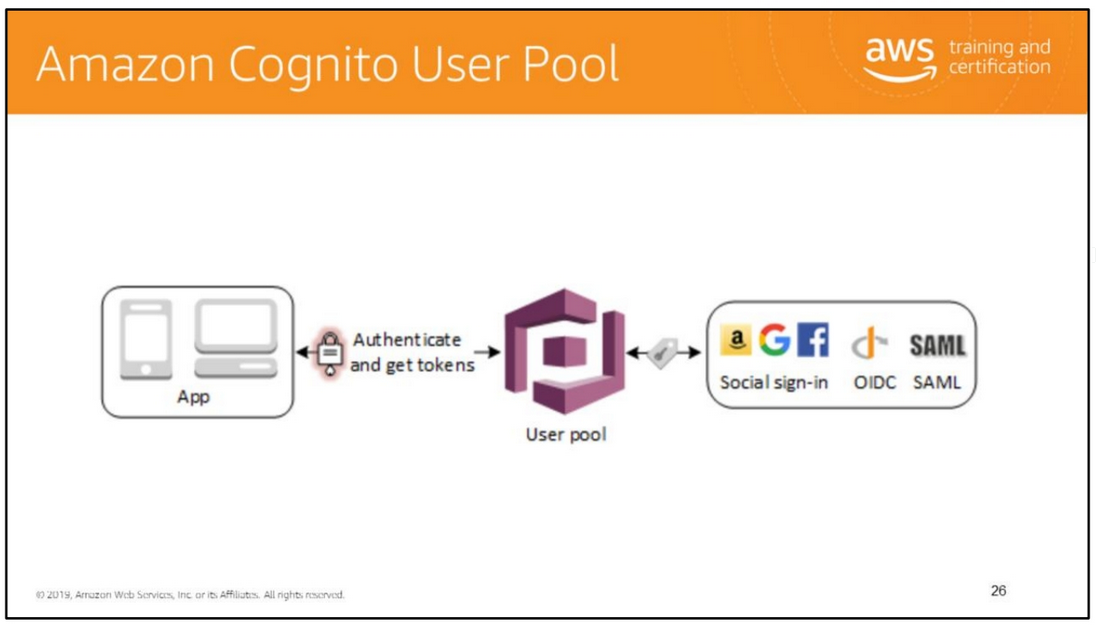 Amazon Cognito User Pool
aws training and
certification
Authenticate
and get tokens
App
User pool
a
G
f
SAML
Social sign-in OIDC SAML
© 2019, Amazon Web Services, Inc. or its Affiliates. All rights reserved.
26